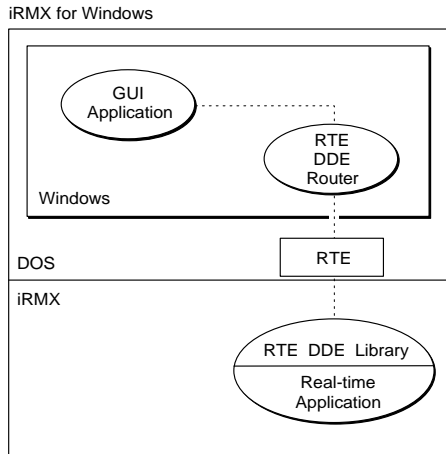 iRMX for Windows
GUI
Application
RTE
DDE
Router
Windows
RTE
DOS
iRMX
RTE DDE Library
Real-time
Application